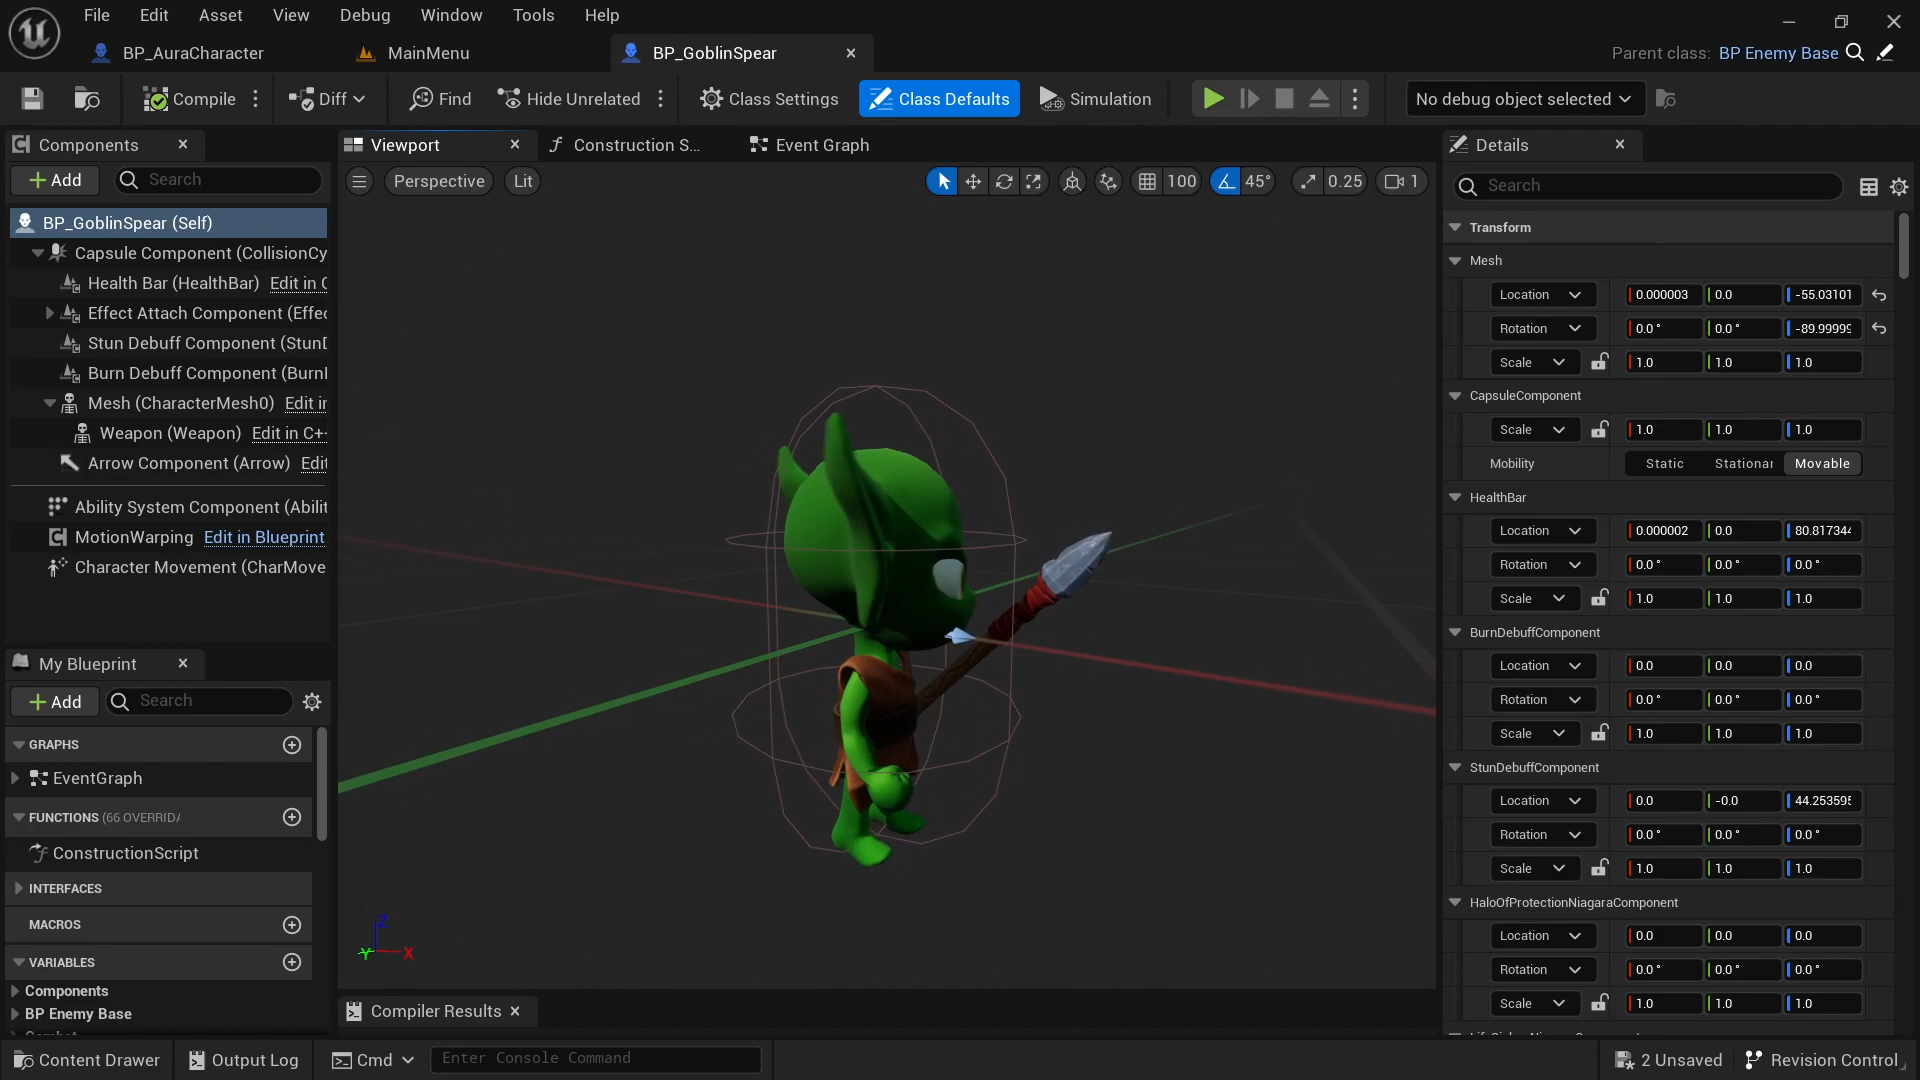 File Edit Asset View Debug Window Tools Help
BP_AuraCharacter MainMenu BP_GoblinSpear Parent class: BP Enemy Base
Compile Diff Find Hide Unrelated Class Settings Class Defaults Simulation No debug object selected
Components
Add Search
BP_GoblinSpear (Self)
Capsule Component (CollisionCy
Health Bar (HealthBar) Edit in C
Effect Attach Component (Effec
Stun Debuff Component (StunD
Burn Debuff Component (BurnI
Mesh (CharacterMesh0) Edit in
Weapon (Weapon) Edit in C+
Arrow Component (Arrow) Edit
Ability System Component (Abilit
MotionWarping Edit in Blueprint
Character Movement (CharMove
My Blueprint
Add Search
GRAPHS
EventGraph
FUNCTIONS (66 OVERRIDA
ConstructionScript
INTERFACES
MACROS
VARIABLES
Components
BP Enemy Base
Viewport Construction S... Event Graph
Perspective Lit 100 45° 0.25 1
Z
Y X
Compiler Results
Details
Search
Transform
Mesh
Location 0.000003 0.0 -55.03101
Rotation 0.0° 0.0° -89.99999
Scale 1.0 1.0 1.0
CapsuleComponent
Scale 1.0 1.0 1.0
Mobility Static Stationar Movable
HealthBar
Location 0.000002 0.0 80.817344
Rotation 0.0° 0.0° 0.0°
Scale 1.0 1.0 1.0
BurnDebuffComponent
Location 0.0 0.0 0.0
Rotation 0.0° 0.0° 0.0°
Scale 1.0 1.0 1.0
StunDebuffComponent
Location 0.0 -0.0 44.253595
Rotation 0.0° 0.0° 0.0°
Scale 1.0 1.0 1.0
HaloOfProtectionNiagaraComponent
Location 0.0 0.0 0.0
Rotation 0.0° 0.0° 0.0°
Scale 1.0 1.0 1.0
Content Drawer Output Log Cmd Enter Console Command 2 Unsaved Revision Control